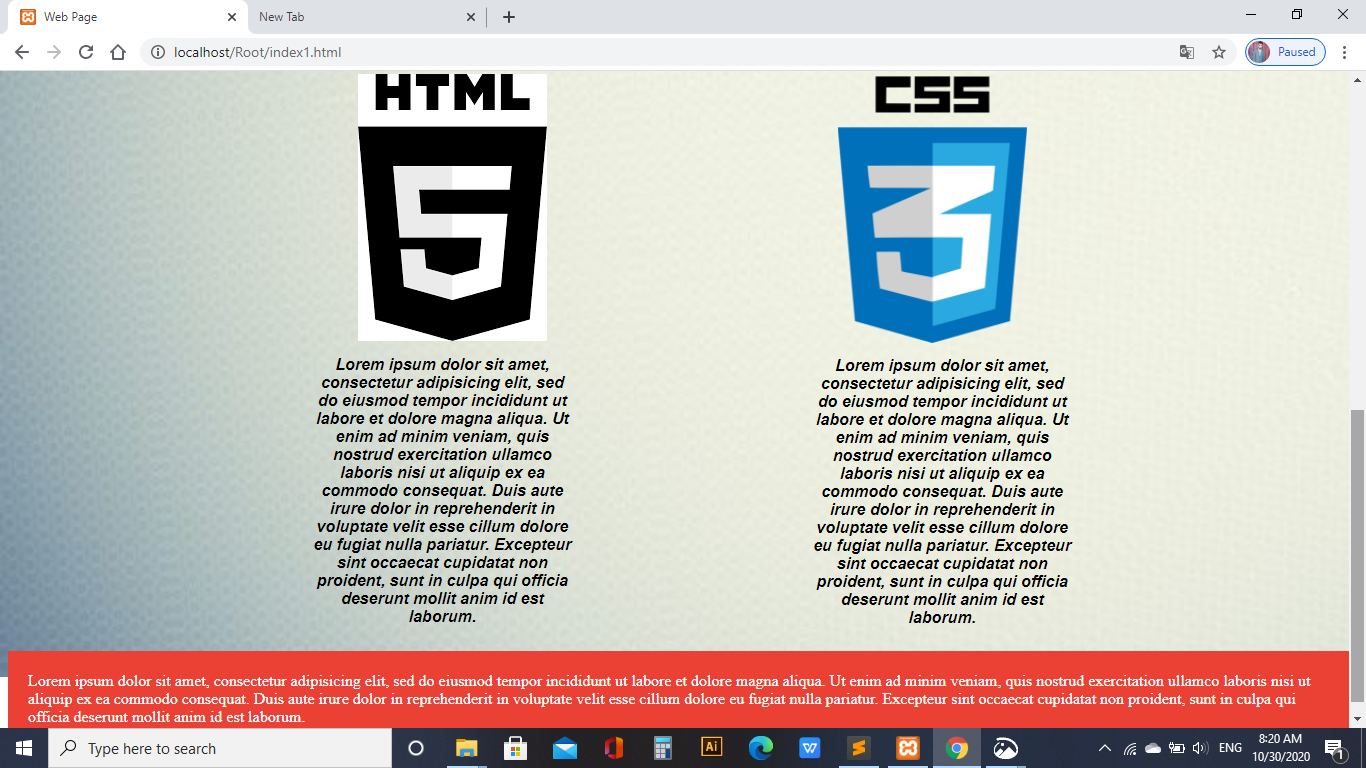 Web Page
New Tab
localhost/Root/index1.html
Paused
HTML
5
CSS
3
Lorem ipsum dolor sit amet,
consectetur adipisicing elit, sed
do eiusmod tempor incididunt ut
labore et dolore magna aliqua. Ut
enim ad minim veniam, quis
nostrud exercitation ullamco
laboris nisi ut aliquip ex ea
commodo consequat. Duis aute
irure dolor in reprehenderit in
voluptate velit esse cillum dolore
eu fugiat nulla pariatur. Excepteur
sint occaecat cupidatat non
proident, sunt in culpa qui officia
deserunt mollit anim id est
laborum.
Lorem ipsum dolor sit amet,
consectetur adipisicing elit, sed
do eiusmod tempor incididunt ut
labore et dolore magna aliqua. Ut
enim ad minim veniam, quis
nostrud exercitation ullamco
laboris nisi ut aliquip ex ea
commodo consequat. Duis aute
irure dolor in reprehenderit in
voluptate velit esse cillum dolore
eu fugiat nulla pariatur. Excepteur
sint occaecat cupidatat non
proident, sunt in culpa qui officia
deserunt mollit anim id est
laborum.
Lorem ipsum dolor sit amet, consectetur adipisicing elit, sed do eiusmod tempor incididunt ut labore et dolore magna aliqua. Ut enim ad minim veniam, quis nostrud exercitation ullamco laboris nisi ut
aliquip ex ea commodo consequat. Duis aute irure dolor in reprehenderit in voluptate velit esse cillum dolore eu fugiat nulla pariatur. Excepteur sint occaecat cupidatat non proident, sunt in culpa qui
officia deserunt mollit anim id est laborum.
Type here to search
Ai
W
ENG
8:20 AM
10/30/2020
1